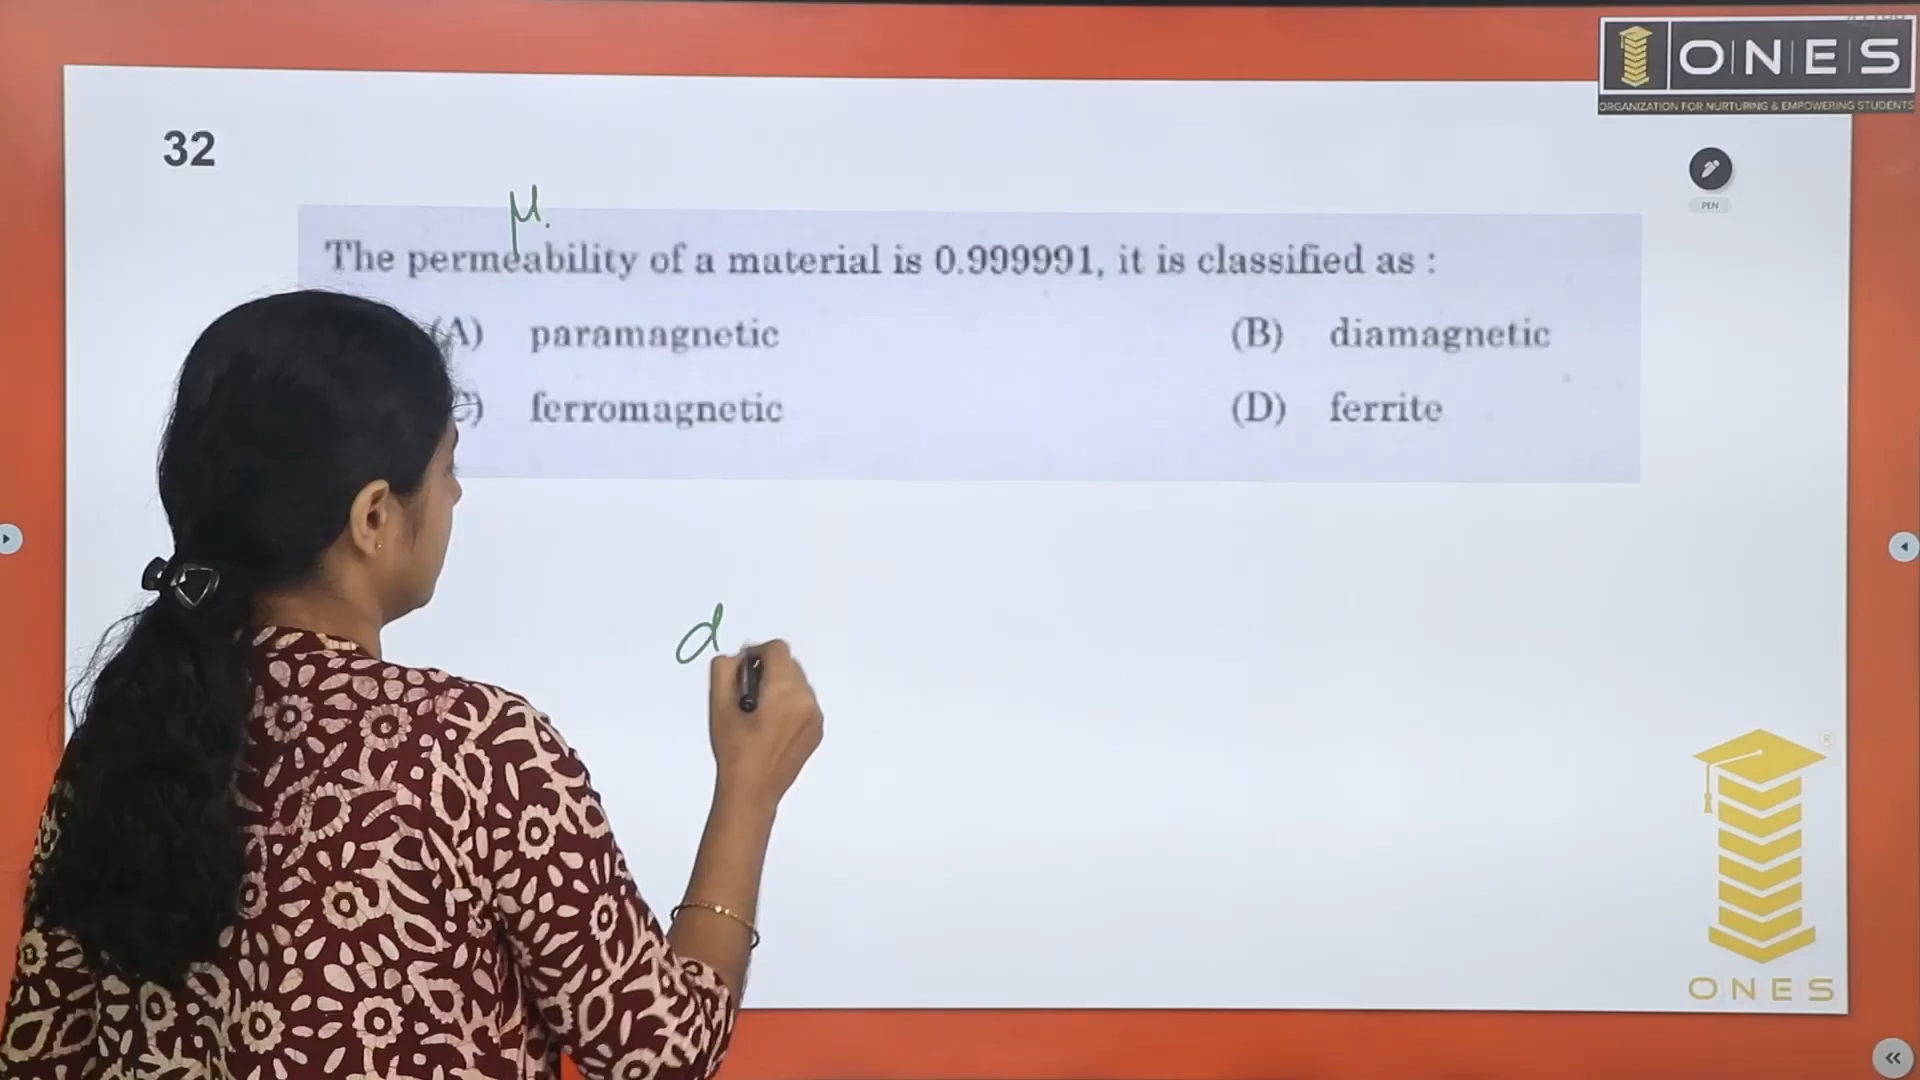 ONES
ORGANIZATION FOR NURTURING & EMPOWERING STUDENTS
32
PEN
μ.
The permeability of a material is 0.999991, it is classified as :
A) paramagnetic (B) diamagnetic
C) ferromagnetic (D) ferrite
d
®
ONES